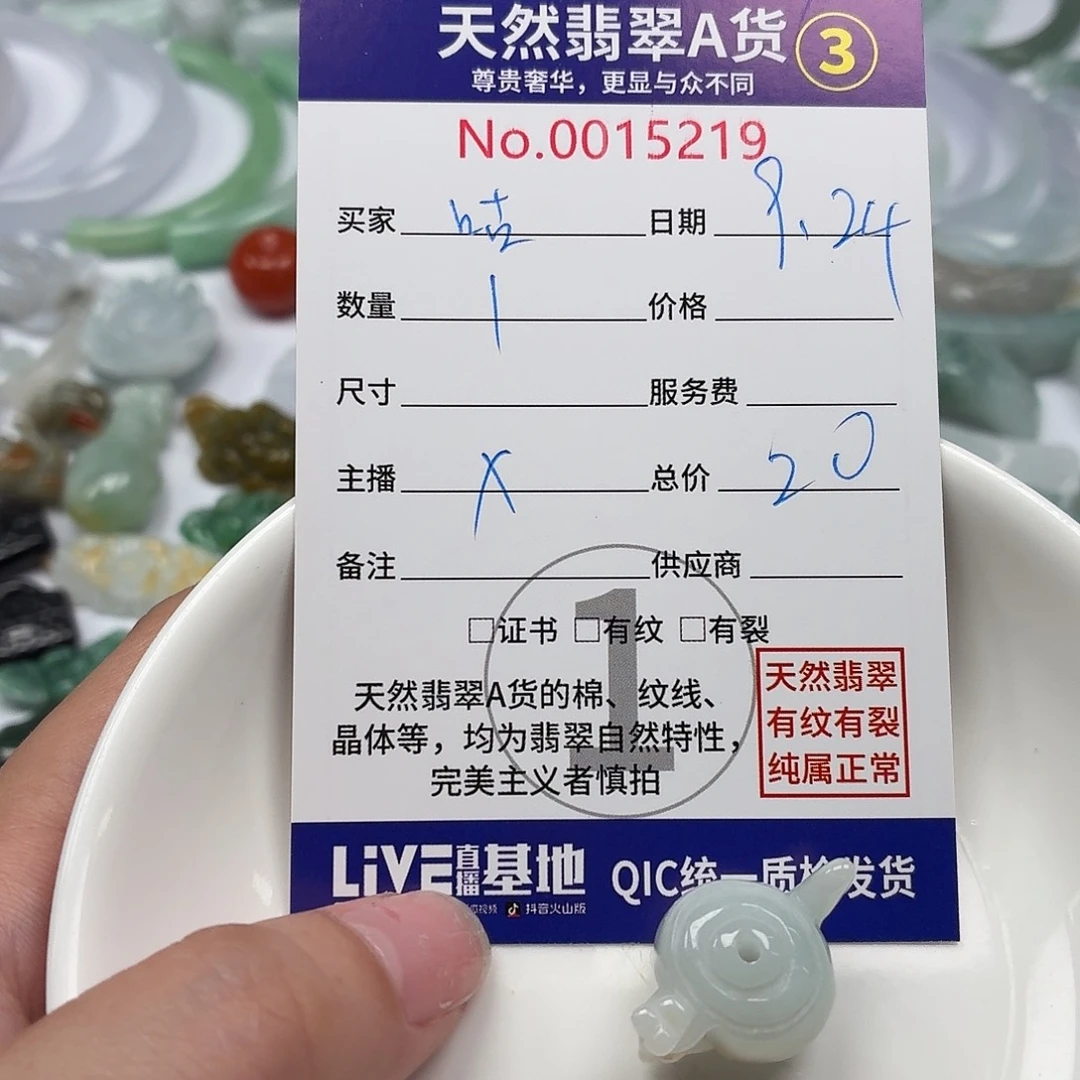 天然翡翠A货 3
尊贵奢华，更显与众不同
No.0015219
买家 日期 9.24
数量 1 价格
尺寸 服务费
主播 X 总价 20
备注 供应商
1
□证书 □有纹 □有裂
天然翡翠A货的棉、纹线、
晶体等，均为翡翠自然特性，
完美主义者慎拍
天然翡翠
有纹有裂
纯属正常
LiVE直播基地 QIC统一质检发货
抖音火山版